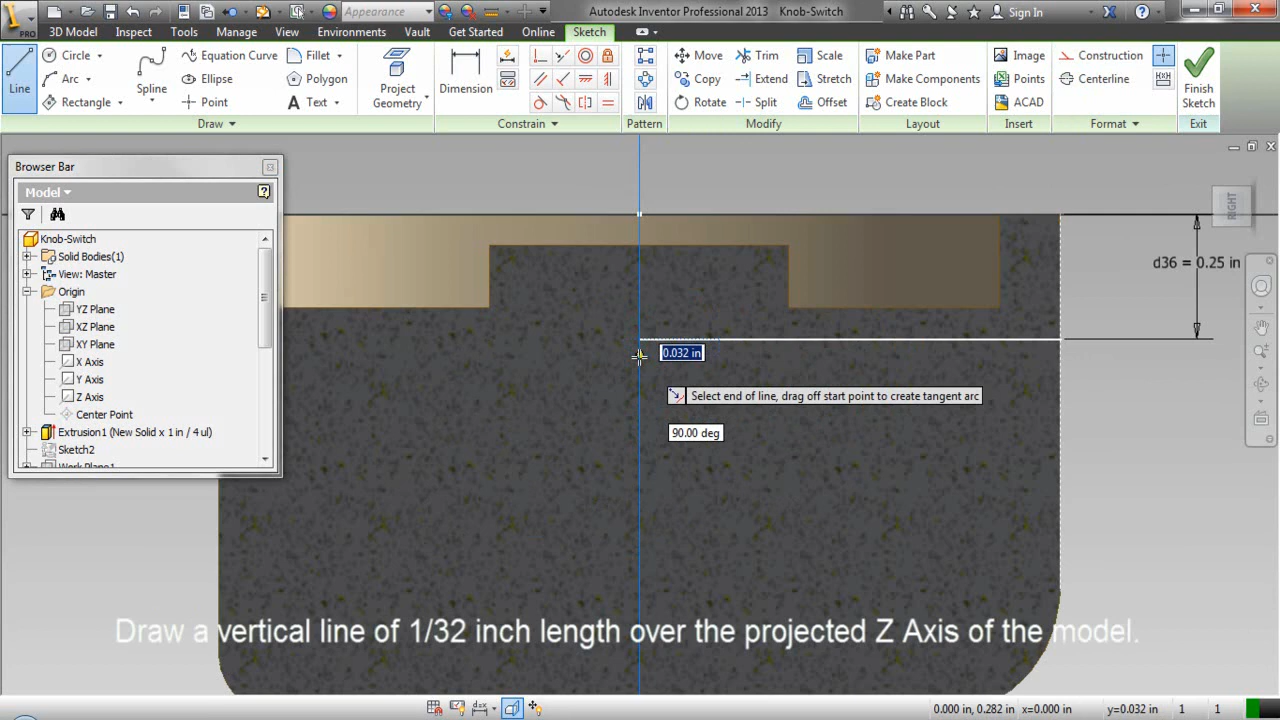 PRO
Appearance
Autodesk Inventor Professional 2013 Knob-Switch
Sign In
3D Model Inspect Tools Manage View Environments Vault Get Started Online Sketch
Line
Circle
Arc
Rectangle
Spline
Equation Curve
Ellipse
Point
Fillet
Polygon
Text
Project
Geometry
Dimension
Move
Copy
Rotate
Trim
Extend
Split
Scale
Stretch
Offset
Make Part
Make Components
Create Block
Image
Points
ACAD
Construction
Centerline
Finish
Sketch
Draw Constrain Pattern Modify Layout Insert Format Exit
Browser Bar
Model
Knob-Switch
Solid Bodies(1)
View: Master
Origin
YZ Plane
XZ Plane
XY Plane
X Axis
Y Axis
Z Axis
Center Point
Extrusion1 (New Solid x 1 in / 4 ul)
Sketch2
Work Plane1
RIGHT
d36 = 0.25 in
0.032 in
Select end of line, drag off start point to create tangent arc
90.00 deg
Draw a vertical line of 1/32 inch length over the projected Z Axis of the model.
0.000 in, 0.282 in x=0.000 in y=0.032 in 1 1